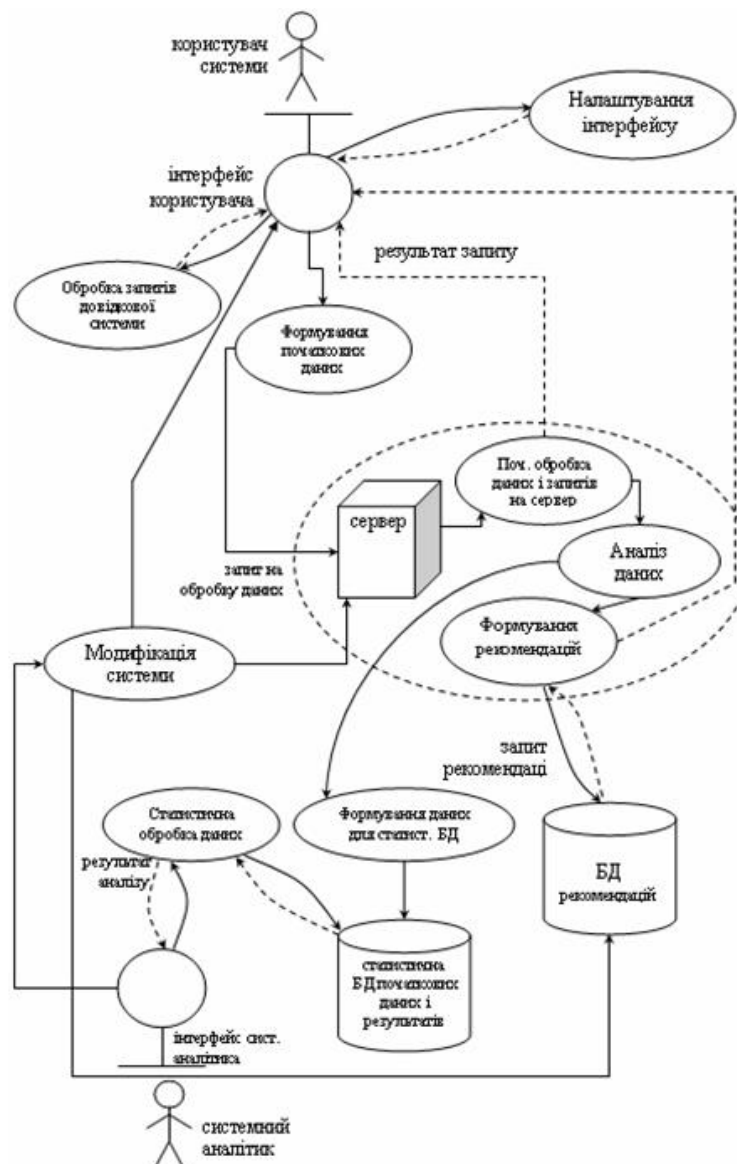 користувач
системи
Налаштування
інтерфейсу
інтерфейс
користувача
результат запиту
Обробка запитів
довідкової
системи
Формування
початкових
даних
Поч. обробка
даних і запитів
на сервер
сервер
Аналіз
даних
запит на
обробку даних
Формування
рекомендацій
Модифікація
системи
запит
рекомендаці
Статистична
обробка даних
Формування даних
для статист. БД
результат
аналізу
БД
рекомендацій
статистична
БД початкових
даних і
результатів
інтерфейс сист.
аналітика
системний
аналітик